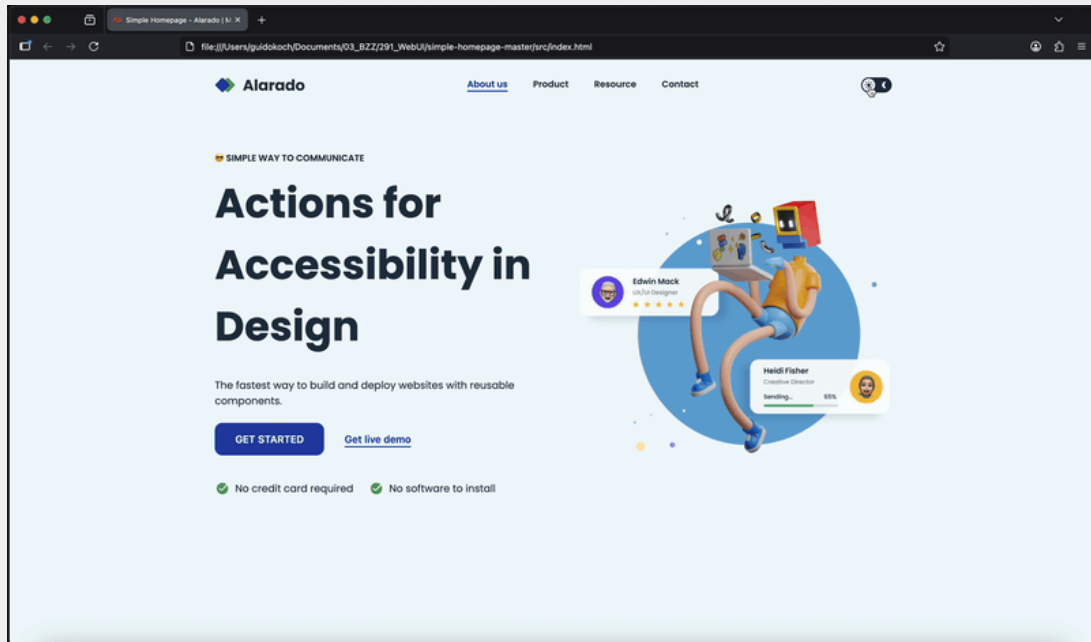 Simple Homepage - Alarado | M
file:///Users/guidokoch/Documents/03_BZZ/291_WebUI/simple-homepage-master/src/index.html
Alarado
About us
Product
Resource
Contact
SIMPLE WAY TO COMMUNICATE
Actions for
Accessibility in
Design
Edwin Mack
UX/UI Designer
Heidi Fisher
Creative Director
Sending...
65%
The fastest way to build and deploy websites with reusable
components.
GET STARTED
Get live demo
No credit card required
No software to install